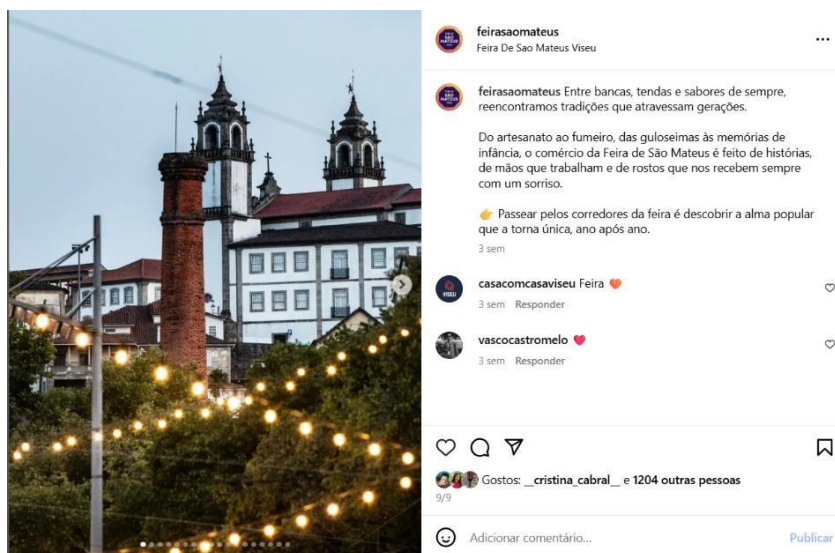 feirasaomateus
Feira De Sao Mateus Viseu
feirasaomateus Entre bancas, tendas e sabores de sempre,
reencontramos tradições que atravessam gerações.
Do artesanato ao fumeiro, das guloseimas às memórias de
infância, o comércio da Feira de São Mateus é feito de histórias,
de mãos que trabalham e de rostos que nos recebem sempre
com um sorriso.
👉 Passear pelos corredores da feira é descobrir a alma popular
que a torna única, ano após ano.
3 sem
casacomcasaviseu Feira 🧡
3 sem Responder
vascocastromelo 💖
3 sem Responder
Gostos: __cristina_cabral__ e 1204 outras pessoas
9/9
Adicionar comentário... Publicar